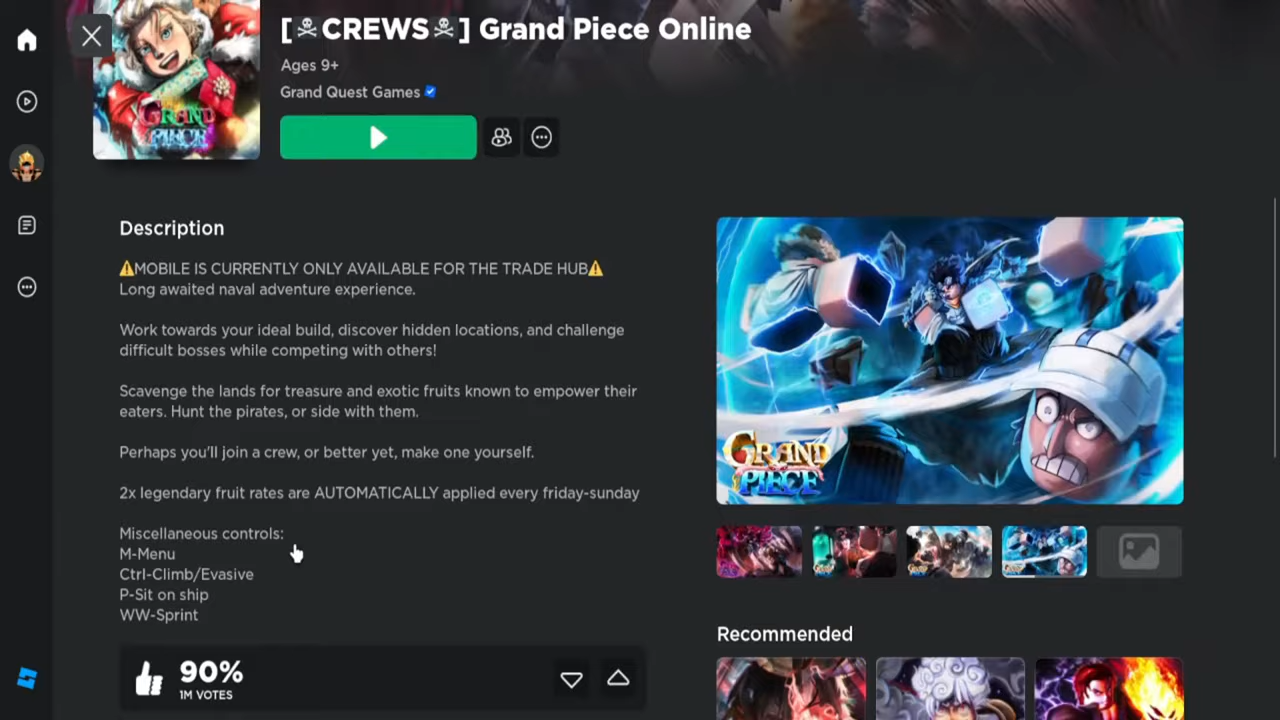 [☠CREWS☠] Grand Piece Online
Ages 9+
Grand Quest Games
GRAND
PIECE
Description
⚠MOBILE IS CURRENTLY ONLY AVAILABLE FOR THE TRADE HUB⚠
Long awaited naval adventure experience.
Work towards your ideal build, discover hidden locations, and challenge
difficult bosses while competing with others!
Scavenge the lands for treasure and exotic fruits known to empower their
eaters. Hunt the pirates, or side with them.
Perhaps you'll join a crew, or better yet, make one yourself.
2x legendary fruit rates are AUTOMATICALLY applied every friday-sunday
Miscellaneous controls:
M-Menu
Ctrl-Climb/Evasive
P-Sit on ship
WW-Sprint
90%
1M VOTES
GRAND
PIECE
Recommended